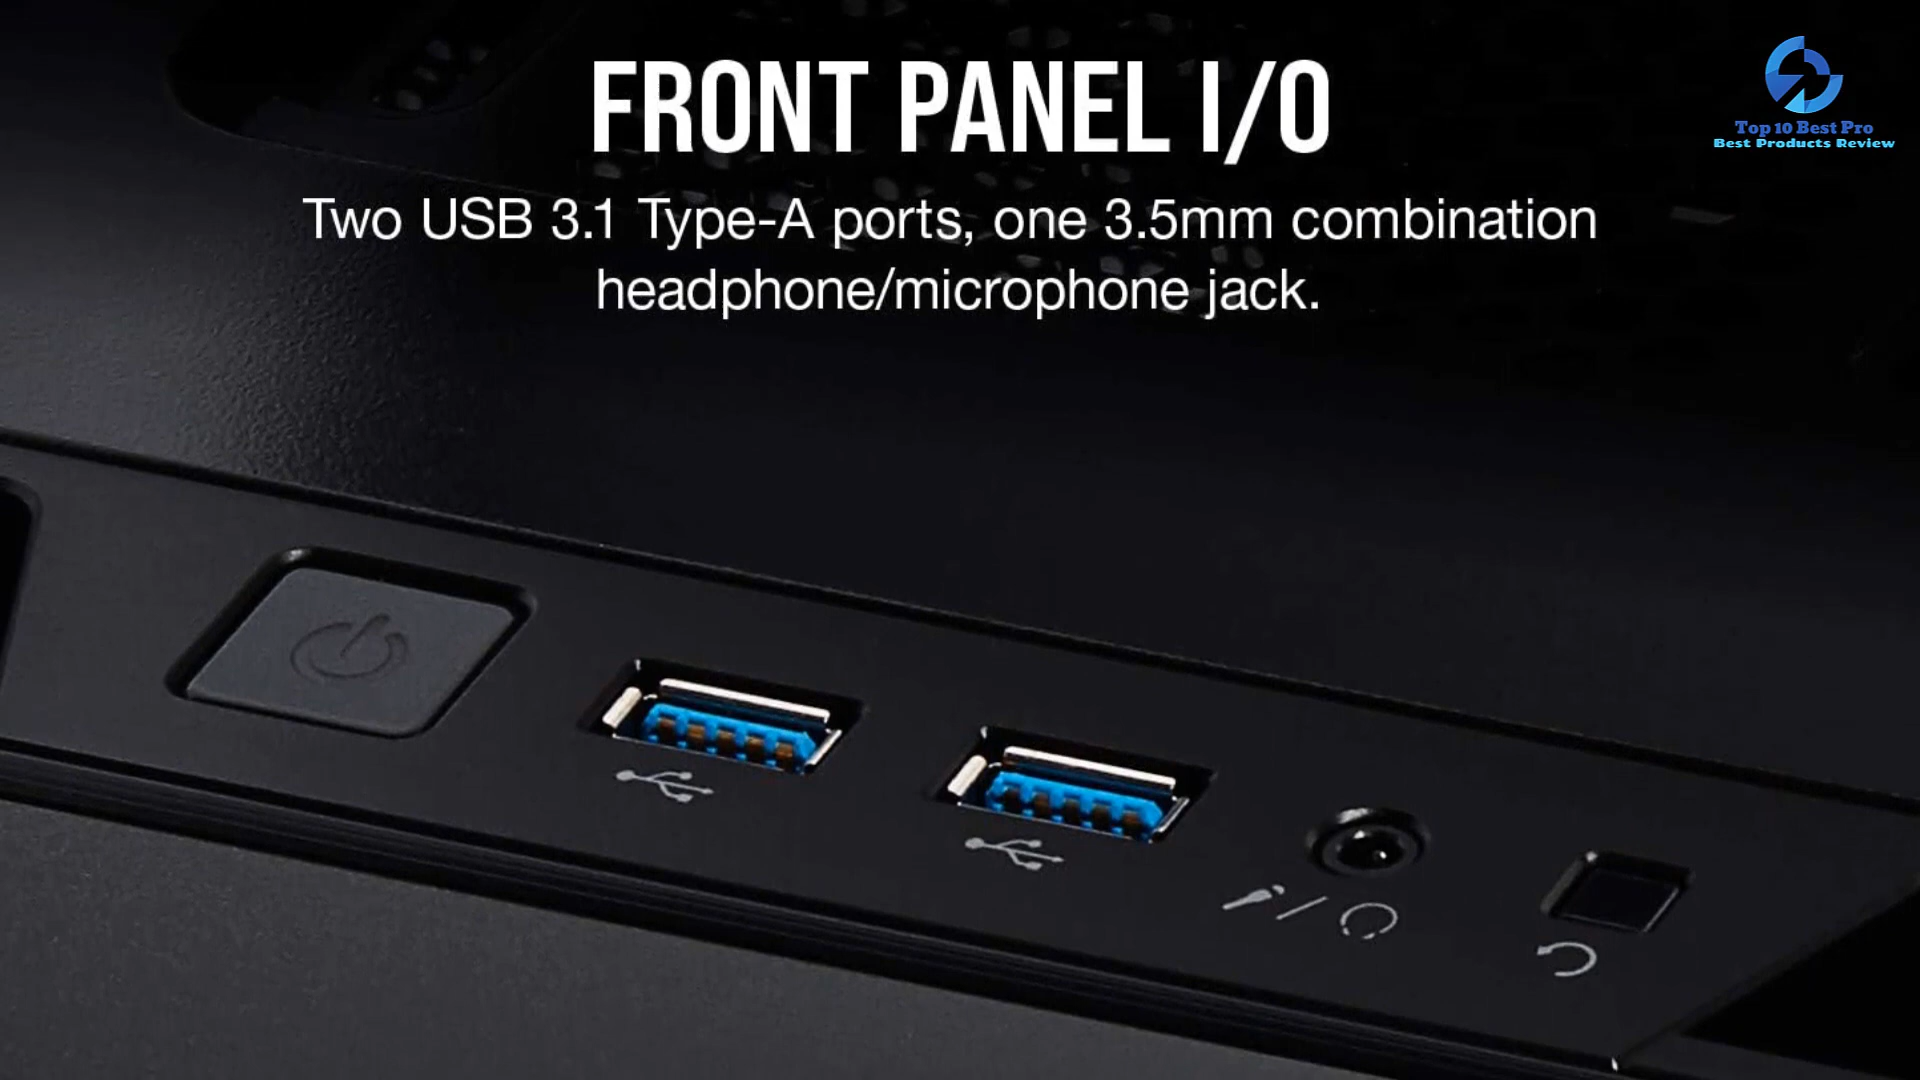 FRONT PANEL I/O
Two USB 3.1 Type-A ports, one 3.5mm combination
headphone/microphone jack.
Top 10 Best Pro
Best Products Review